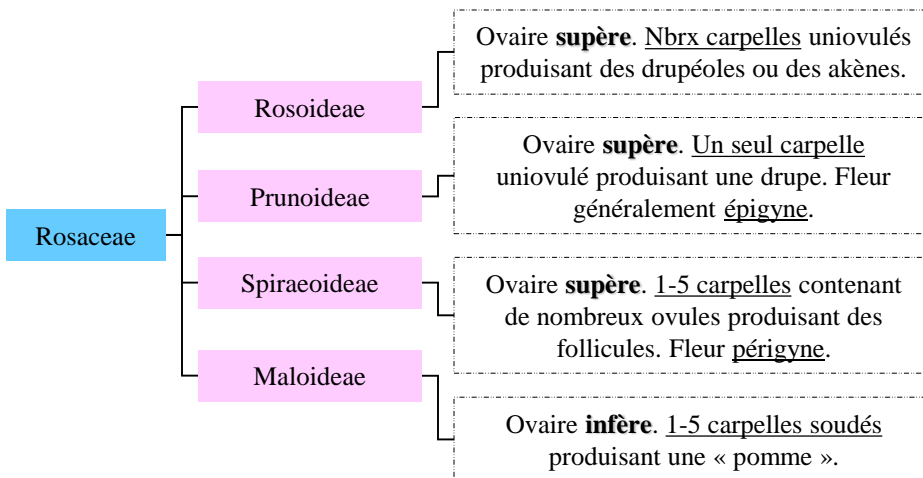 Ovaire supère. Nbrx carpelles uniovulés
produisant des drupéoles ou des akènes.
Rosoideae
Ovaire supère. Un seul carpelle
uniovulé produisant une drupe. Fleur
généralement épigyne.
Prunoideae
Rosaceae
Spiraeoideae
Ovaire supère. 1-5 carpelles contenant
de nombreux ovules produisant des
follicules. Fleur périgyne.
Maloideae
Ovaire infère. 1-5 carpelles soudés
produisant une « pomme ».